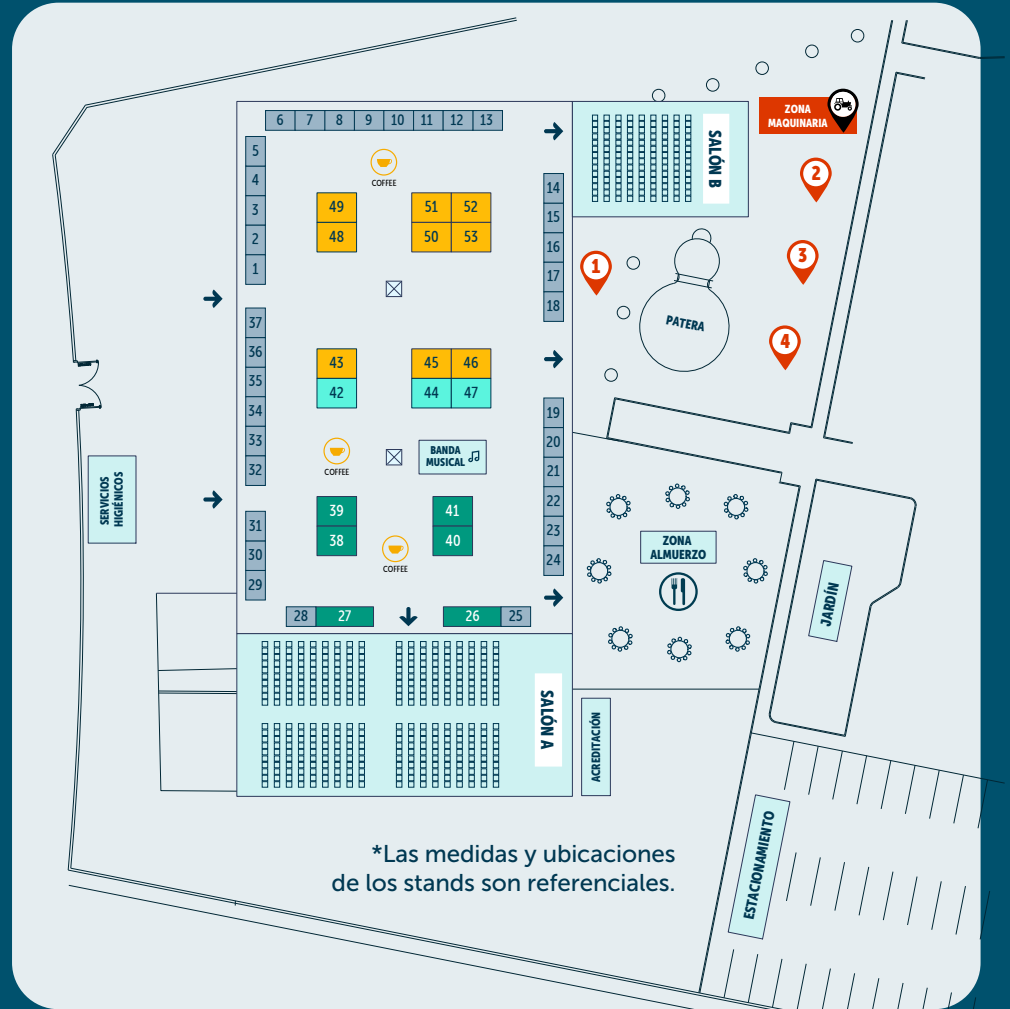 ZONA
MAQUINARIA
6 7 8 9 10 11 12 13
SALÓN B
5
4
3
2
1
COFFEE
49
48
51 52
50 53
14
15
16
17
18
1
2
3
4
PATERA
37
36
35
34
33
32
43
42
45 46
44 47
COFFEE
BANDA
MUSICAL
19
20
21
22
23
24
SERVICIOS
HIGIÉNICOS
31
30
29
39
38
41
40
COFFEE
ZONA
ALMUERZO
JARDÍN
28 27
26 25
SALÓN A
ACREDITACIÓN
ESTACIONAMIENTO
*Las medidas y ubicaciones
de los stands son referenciales.